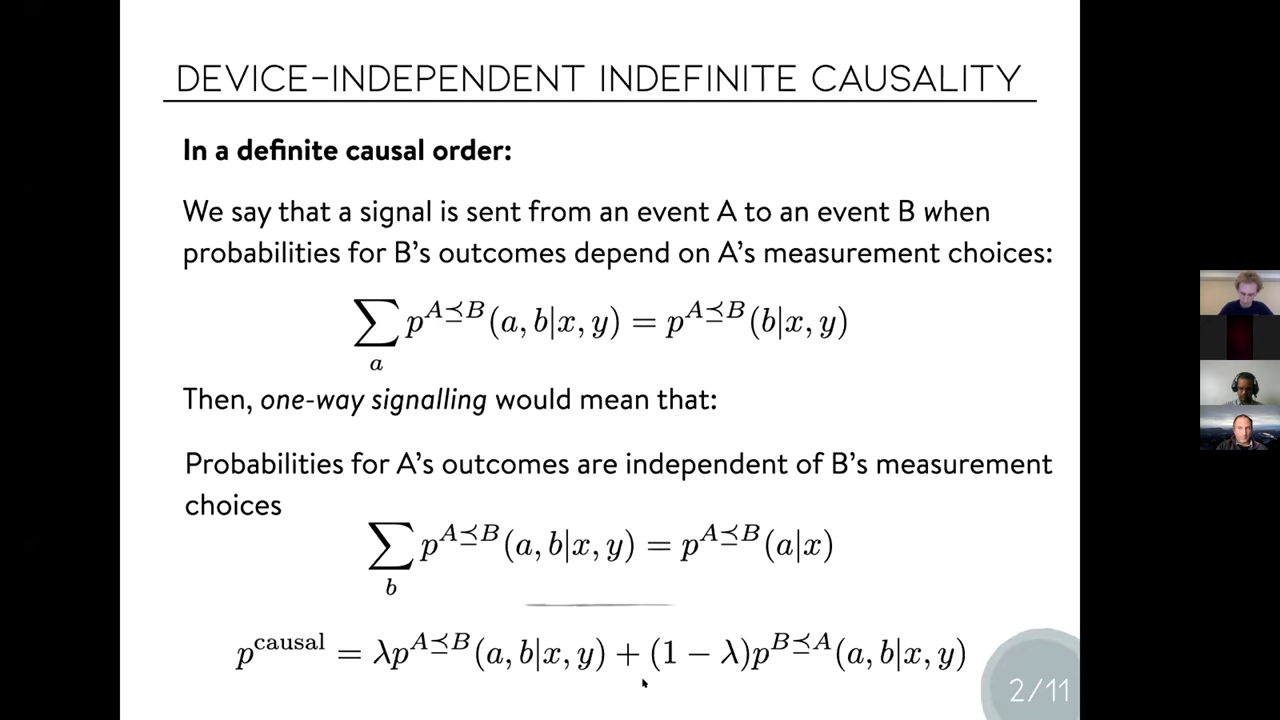 DEVICE-INDEPENDENT INDEFINITE CAUSALITY
In a definite causal order:
We say that a signal is sent from an event A to an event B when
probabilities for B's outcomes depend on A's measurement choices:
∑_a p^{A⪯B}(a, b|x, y) = p^{A⪯B}(b|x, y)
Then, one-way signalling would mean that:
Probabilities for A's outcomes are independent of B's measurement
choices
∑_b p^{A⪯B}(a, b|x, y) = p^{A⪯B}(a|x)
p^{causal} = λp^{A⪯B}(a, b|x, y) + (1 − λ)p^{B⪯A}(a, b|x, y)
2/11